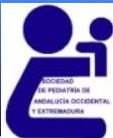 SOCIEDAD
DE PEDIATRÍA DE
ANDALUCÍA OCCIDENTAL
Y EXTREMADURA